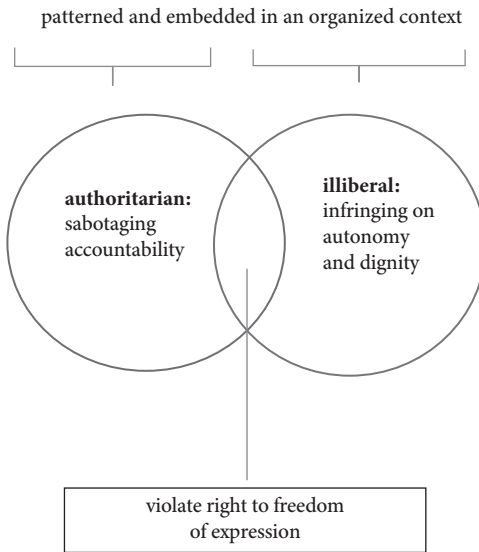 patterned and embedded in an organized context
authoritarian:
sabotaging
accountability
illiberal:
infringing on
autonomy
and dignity
violate right to freedom
of expression